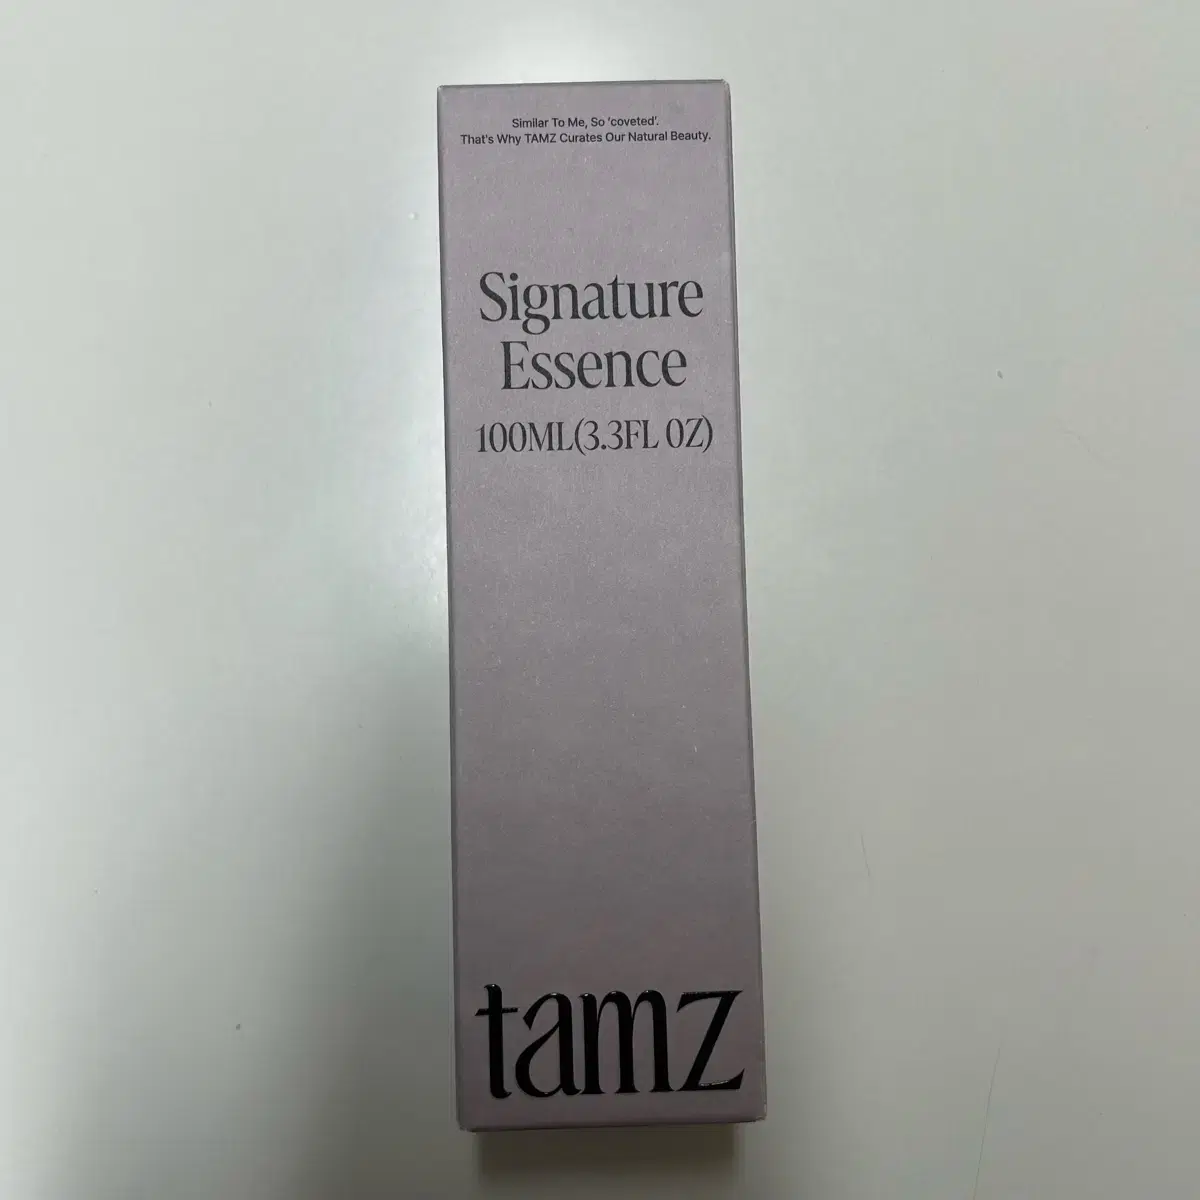 Similar To Me, So 'coveted'.
That's Why TAMZ Curates Our Natural Beauty.
Signature
Essence
100ML(3.3FL OZ)
tamz